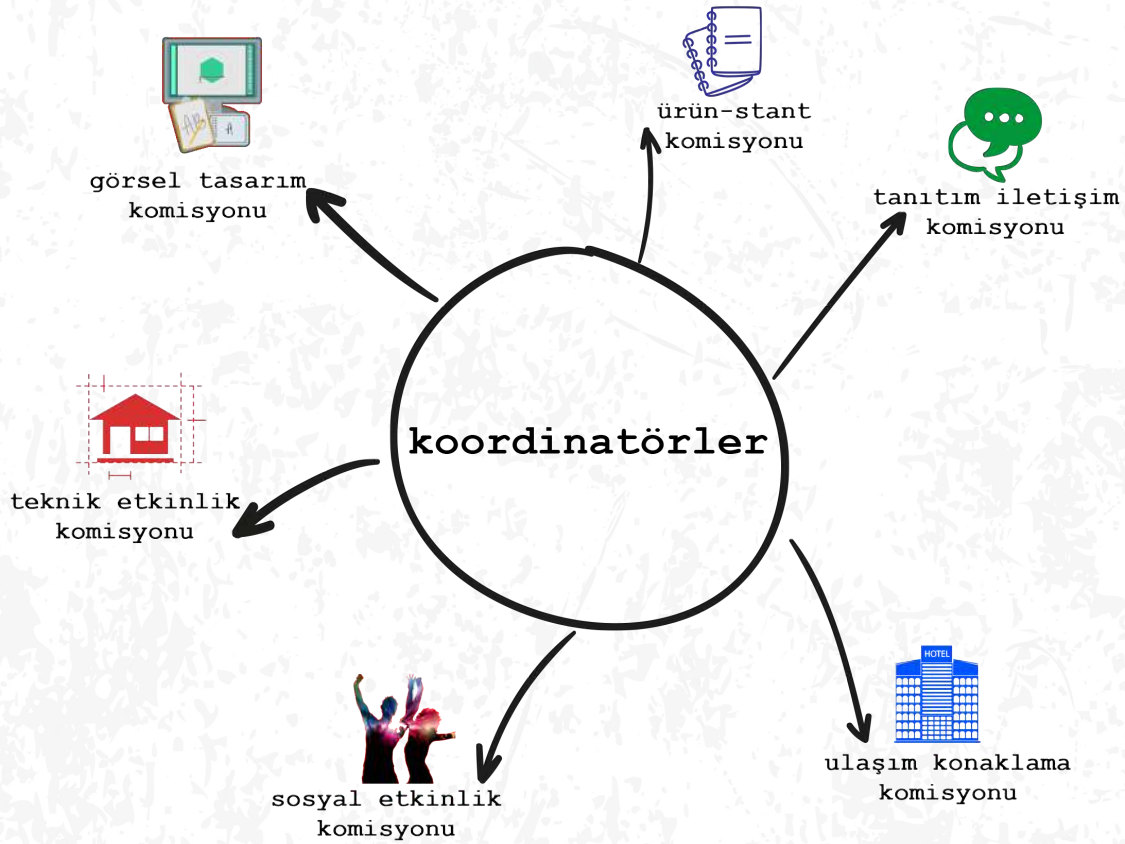 ürün-stant
komisyonu
görsel tasarım
komisyonu
tanıtım iletişim
komisyonu
koordinatörler
teknik etkinlik
komisyonu
HOTEL
ulaşım konaklama
komisyonu
sosyal etkinlik
komisyonu